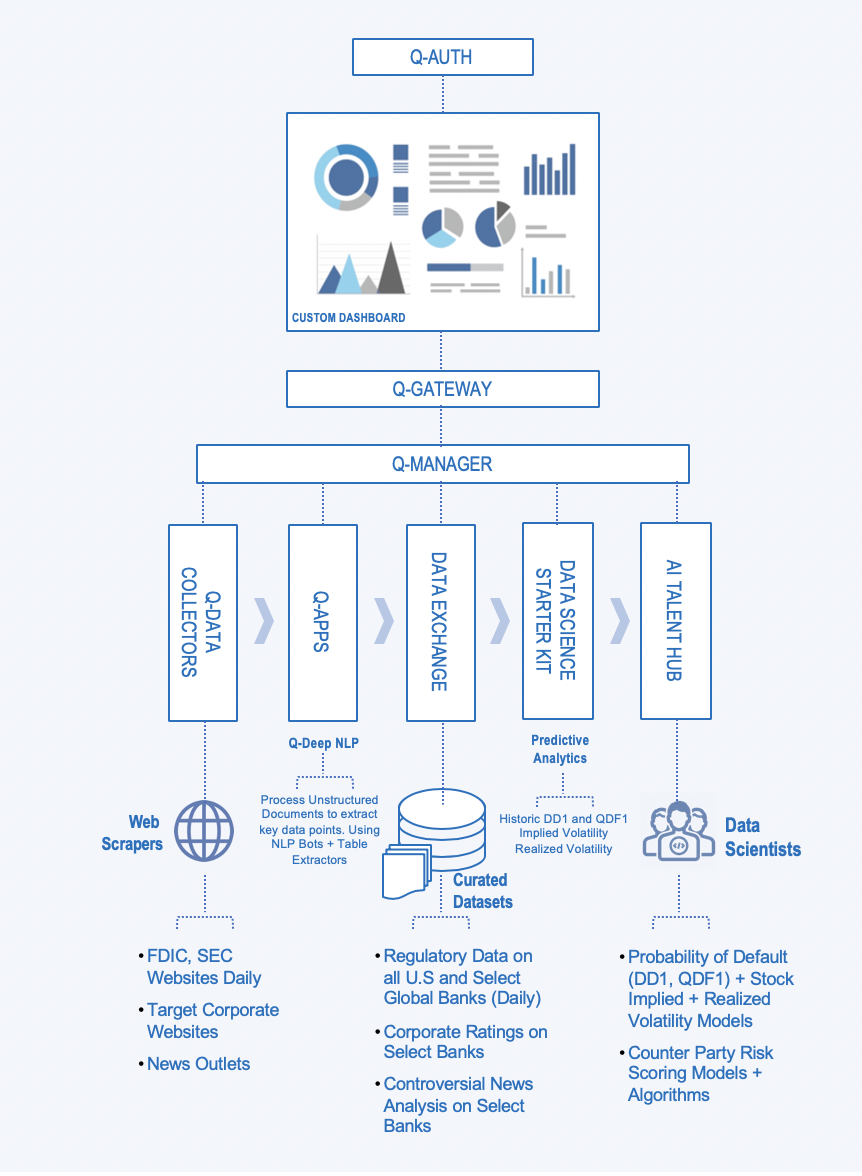 Q-AUTH
CUSTOM DASHBOARD
Q-GATEWAY
Q-MANAGER
Q-DATA
COLLECTORS
Q-APPS
DATA EXCHANGE
DATA SCIENCE
STARTER KIT
AI TALENT HUB
Web
Scrapers
• FDIC, SEC
Websites Daily
• Target Corporate
Websites
• News Outlets
Q-Deep NLP
Process Unstructured
Documents to extract
key data points. Using
NLP Bots + Table
Extractors
Curated
Datasets
• Regulatory Data on
all U.S and Select
Global Banks (Daily)
• Corporate Ratings on
Select Banks
• Controversial News
Analysis on Select
Banks
Predictive
Analytics
Historic DD1 and QDF1
Implied Volatility
Realized Volatility
</>
Data
Scientists
• Probability of Default
(DD1, QDF1) + Stock
Implied + Realized
Volatility Models
• Counter Party Risk
Scoring Models +
Algorithms